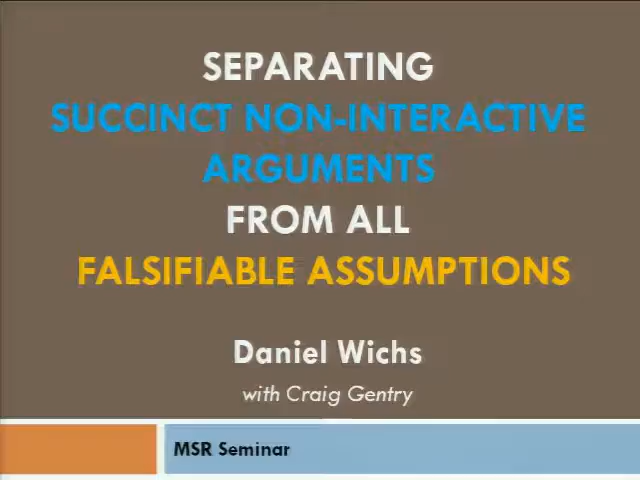 SEPARATING
SUCCINCT NON-INTERACTIVE
ARGUMENTS
FROM ALL
FALSIFIABLE ASSUMPTIONS
Daniel Wichs
with Craig Gentry
MSR Seminar